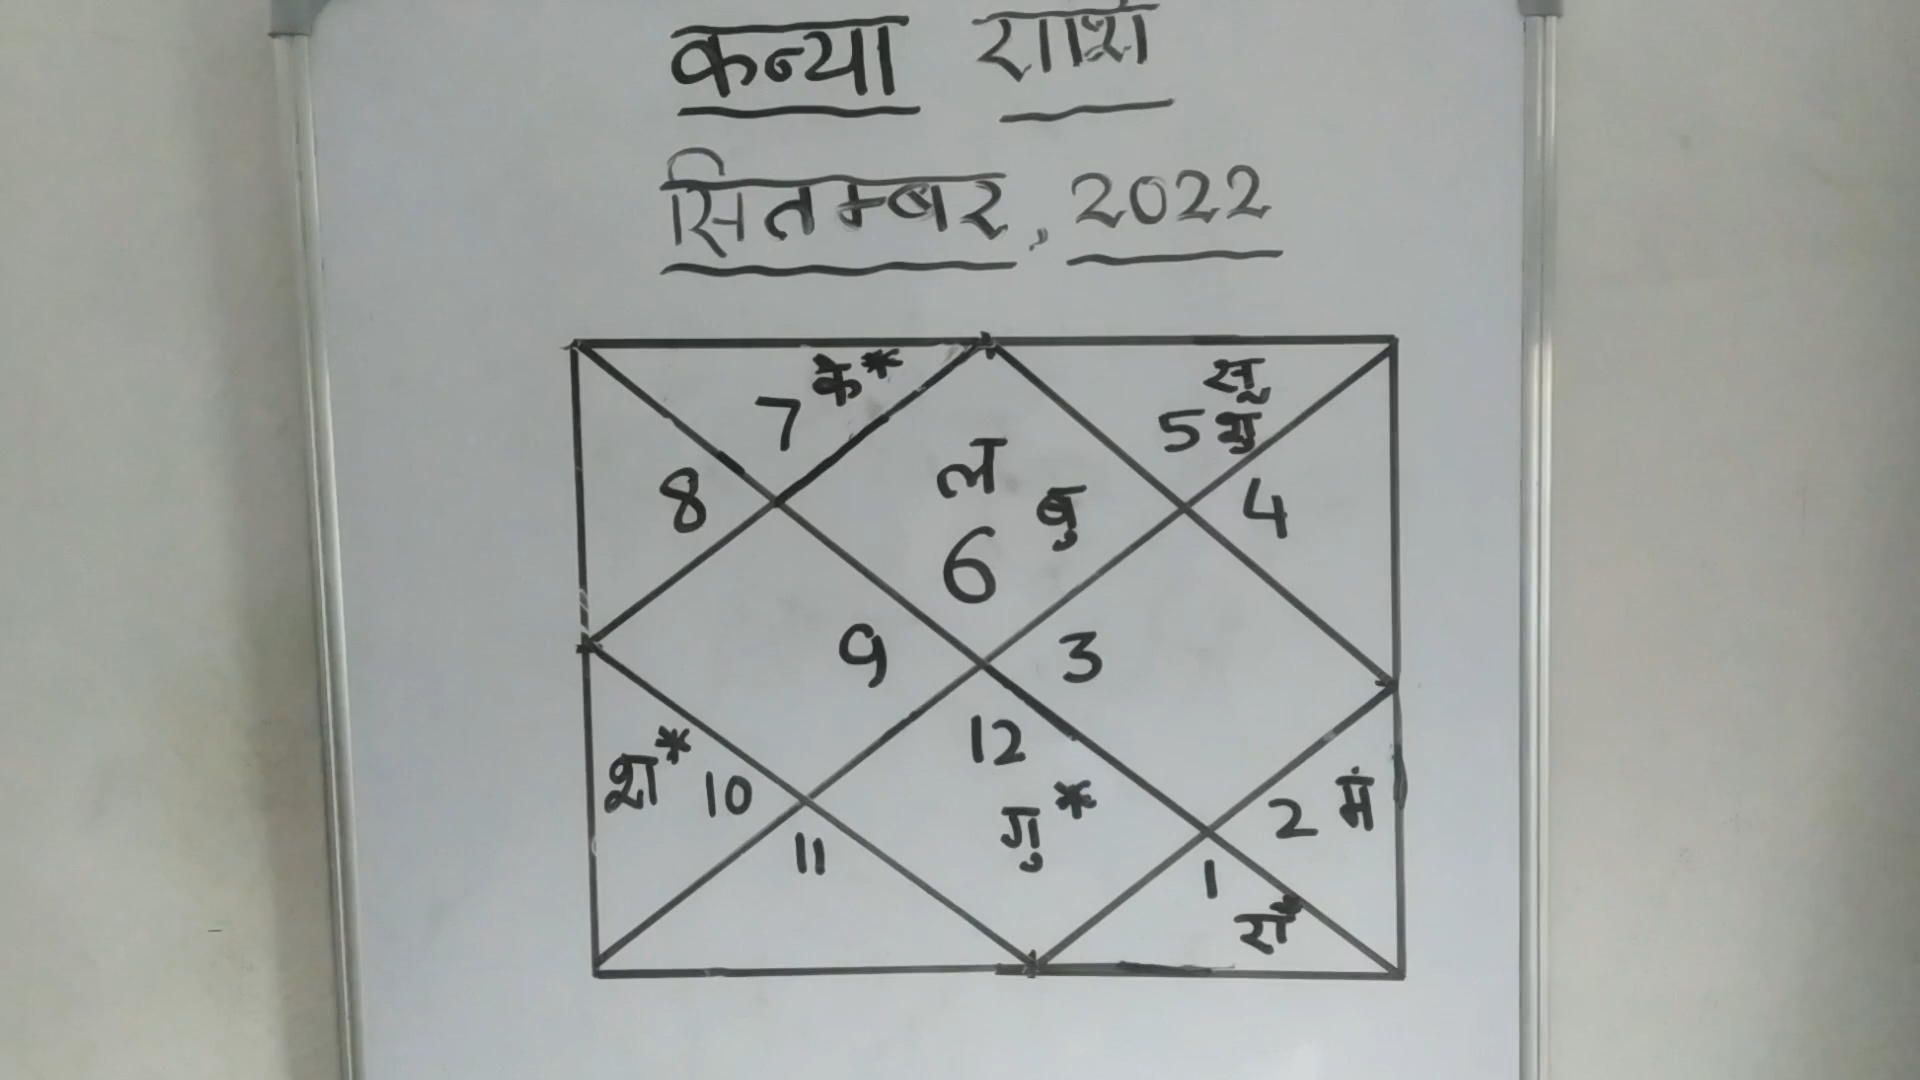 कन्या राशि
सितम्बर, 2022
7 के*
सू
5 शु
8
ल
बु
6
4
9
3
12
श* 10
गु*
2 मं
11
1
रा*